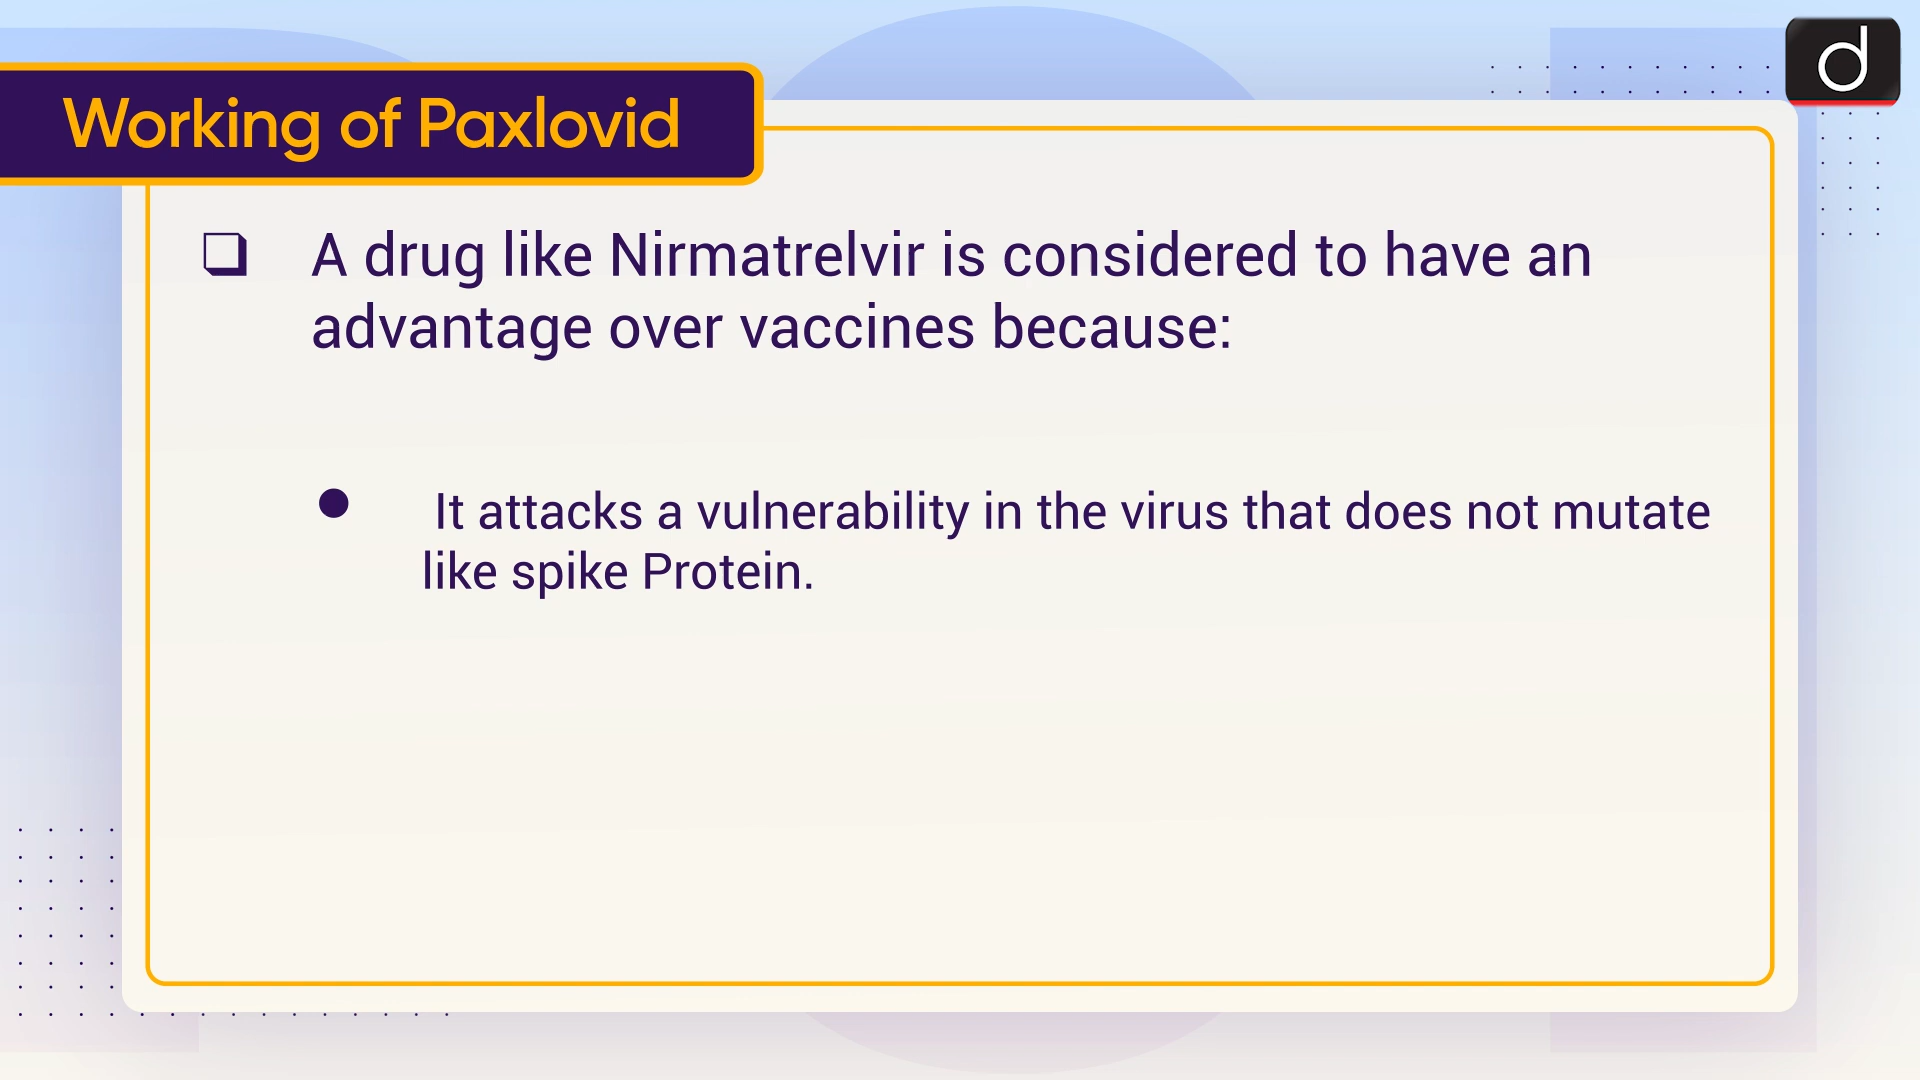 Working of Paxlovid
❑ A drug like Nirmatrelvir is considered to have an
advantage over vaccines because:
● It attacks a vulnerability in the virus that does not mutate
like spike Protein.
d